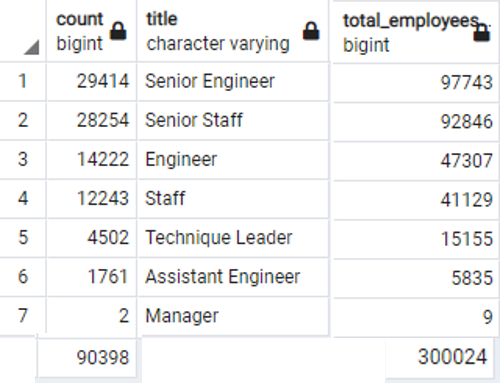 count title total_employees..
bigint character varying bigint
1 29414 Senior Engineer 97743
2 28254 Senior Staff 92846
3 14222 Engineer 47307
4 12243 Staff 41129
5 4502 Technique Leader 15155
6 1761 Assistant Engineer 5835
7 2 Manager 9
90398 300024